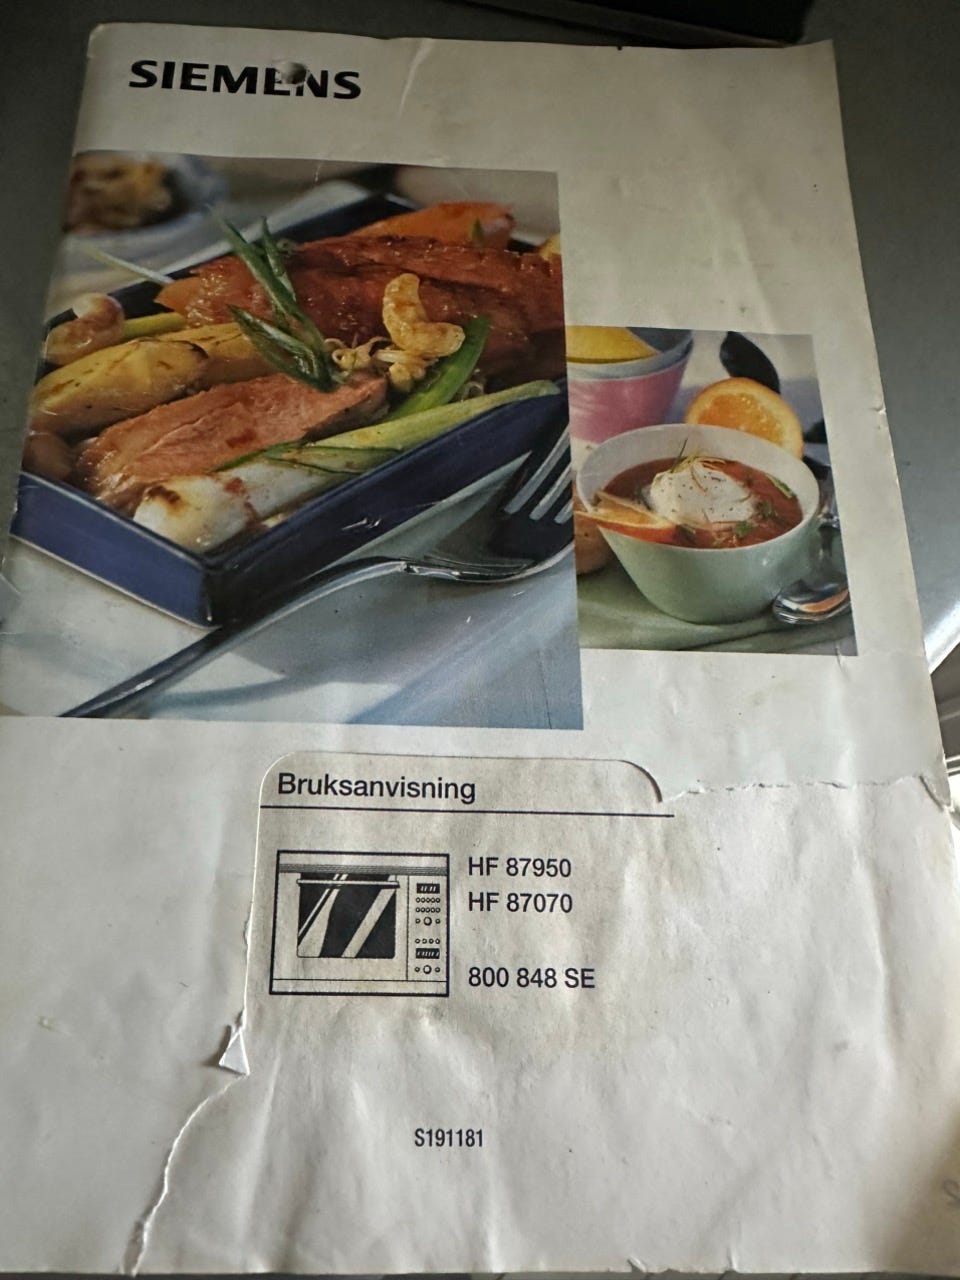 SIEMENS
Bruksanvisning
HF 87950
HF 87070
800 848 SE
S191181